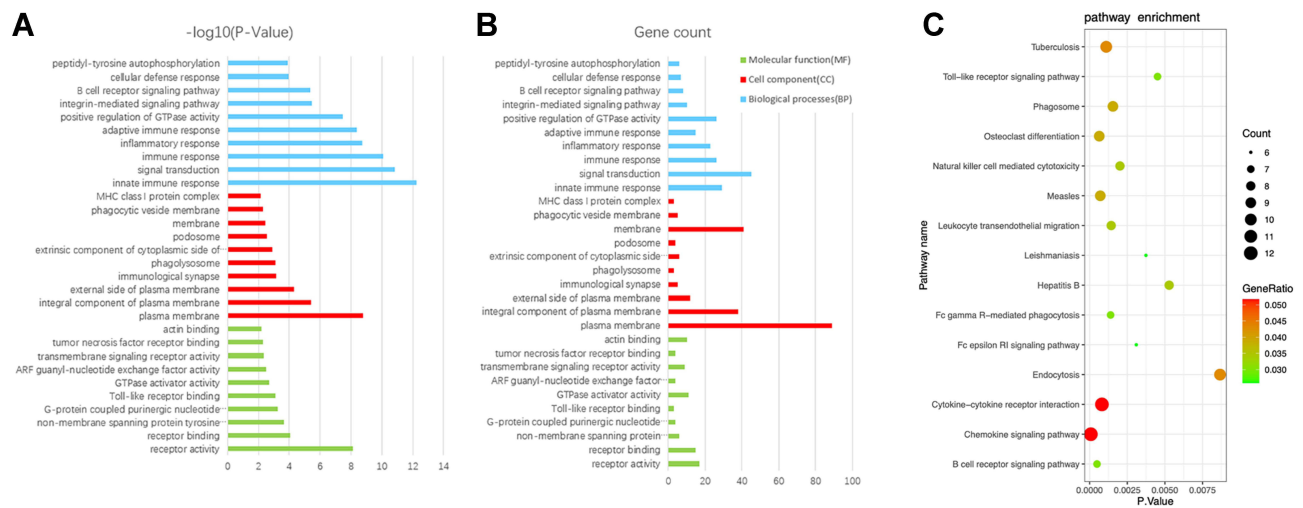 A
-log10(P-Value)
peptidyl-tyrosine autophosphorylation
cellular defense response
B cell receptor signaling pathway
integrin-mediated signaling pathway
positive regulation of GTPase activity
adaptive immune response
inflammatory response
immune response
signal transduction
innate immune response
MHC class I protein complex
phagocytic veside membrane
membrane
podosome
extrinsic component of cytoplasmic side of
phagolysosome
immunological synapse
external side of plasma membrane
integral component of plasma membrane
plasma membrane
actin binding
tumor necrosis factor receptor binding
transmembrane signaling receptor activity
ARF guanyl-nucleotide exchange factor activity
GTPase activator activity
Toll-like receptor binding
G-protein coupled purinergic nucleotide
non-membrane spanning protein tyrosine
receptor binding
receptor activity
0 2 4 6 8 10 12 14
B
Gene count
Molecular function(MF)
Cell component(CC)
Biological processes(BP)
peptidyl-tyrosine autophosphorylation
cellular defense response
B cell receptor signaling pathway
integrin-mediated signaling pathway
positive regulation of GTPase activity
adaptive immune response
inflammatory response
immune response
signal transduction
innate immune response
MHC class I protein complex
phagocytic veside membrane
membrane
podosome
extrinsic component of cytoplasmic side
phagolysosome
immunological synapse
external side of plasma membrane
integral component of plasma membrane
plasma membrane
actin binding
tumor necrosis factor receptor binding
transmembrane signaling receptor activity
ARF guanyl-nucleotide exchange factor
GTPase activator activity
Toll-like receptor binding
G-protein coupled purinergic nucleotide
non-membrane spanning protein
receptor binding
receptor activity
0 20 40 60 80 100
C
pathway enrichment
Pathway name
Tuberculosis
Toll-like receptor signaling pathway
Phagosome
Osteoclast differentiation
Natural killer cell mediated cytotoxicity
Measles
Leukocyte transendothelial migration
Leishmaniasis
Hepatitis B
Fc gamma R-mediated phagocytosis
Fc epsilon RI signaling pathway
Endocytosis
Cytokine-cytokine receptor interaction
Chemokine signaling pathway
B cell receptor signaling pathway
0.0000 0.0025 0.0050 0.0075
P.Value
Count
6
7
8
9
10
11
12
GeneRatio
0.050
0.045
0.040
0.035
0.030